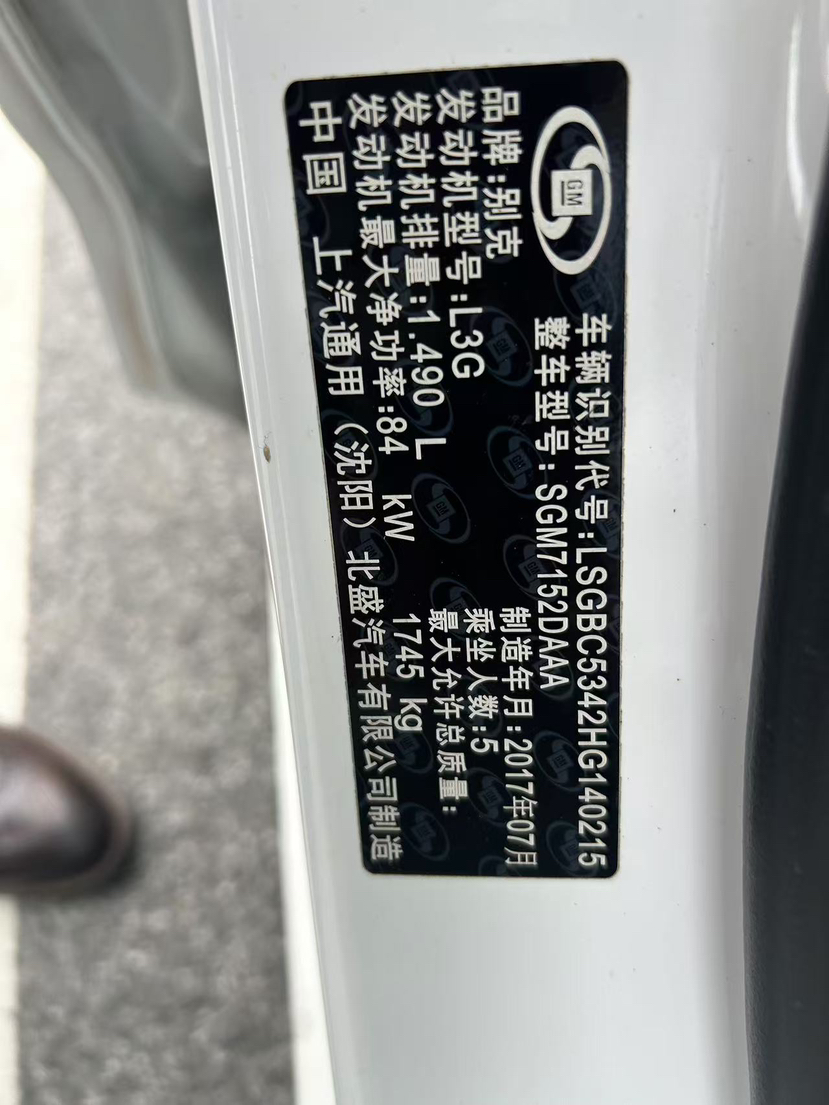 GM
车辆识别代号:LSGBC5342HG140215
整车型号:SGM7152DAAA
品牌:别克
发动机型号:L3G
发动机排量:1.490 L
发动机最大净功率:84 kW
制造年月:2017年07月
乘坐人数:5
最大允许总质量:
1745 kg
中国 上汽通用(沈阳)北盛汽车有限公司制造